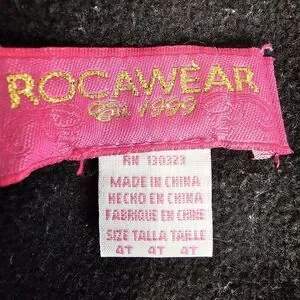 ROCAWEAR
Est. 1999
RN 130323
MADE IN CHINA
HECHO EN CHINA
FABRIQUE EN CHINE
SIZE TALLA TAILLE
4T 4T 4T